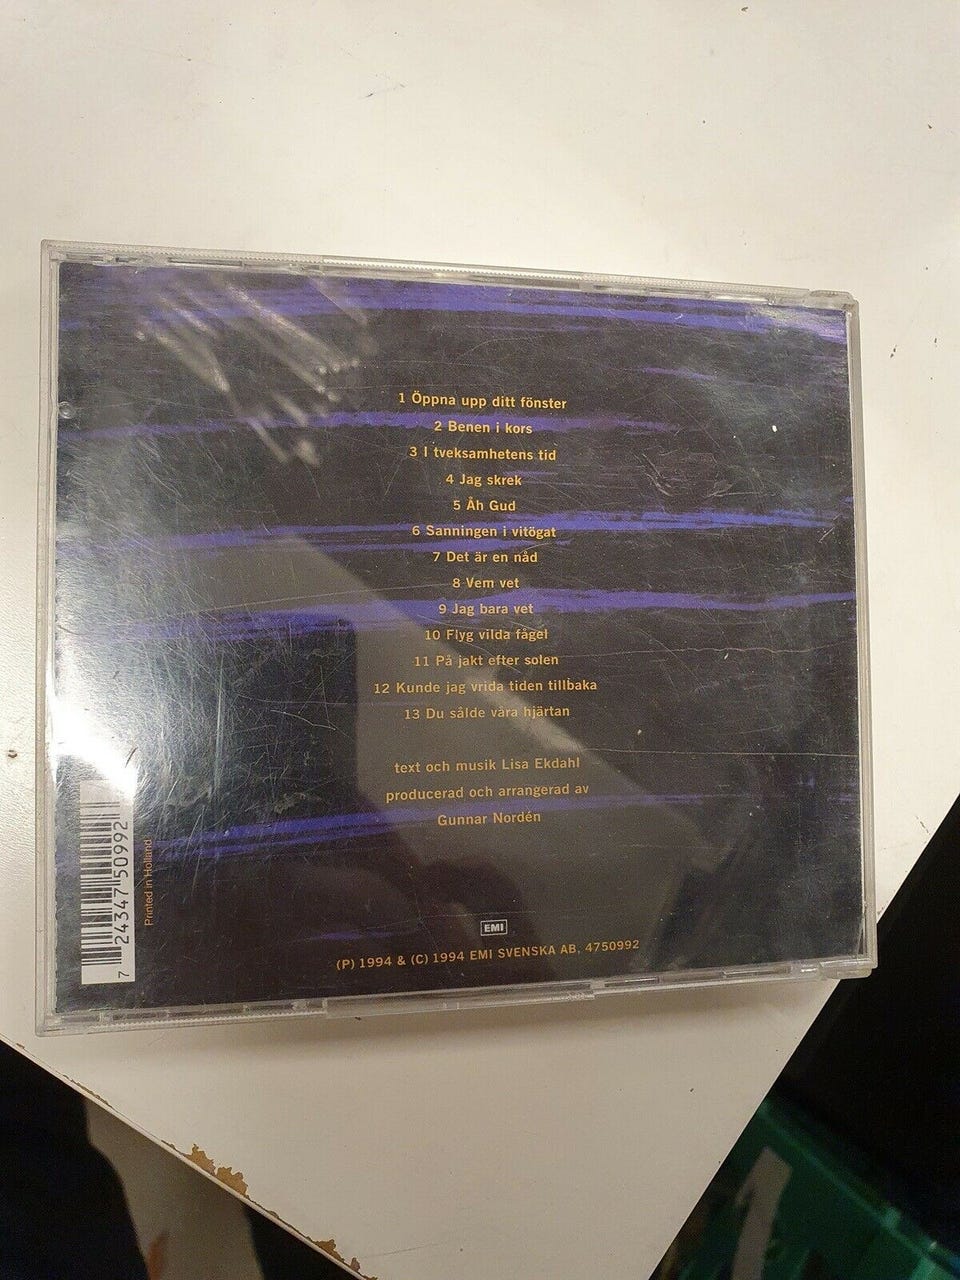 1 Öppna upp ditt fönster
2 Benen i kors
3 I tveksamhetens tid
4 Jag skrek
5 Åh Gud
6 Sanningen i vitögat
7 Det är en nåd
8 Vem vet
9 Jag bara vet
10 Flyg vilda fågel
11 På jakt efter solen
12 Kunde jag vrida tiden tillbaka
13 Du sålde våra hjärtan
text och musik Lisa Ekdahl
producerad och arrangerad av
Gunnar Nordén
7 24347 50992
Printed in Holland
EMI
(P) 1994 & (C) 1994 EMI SVENSKA AB, 4750992